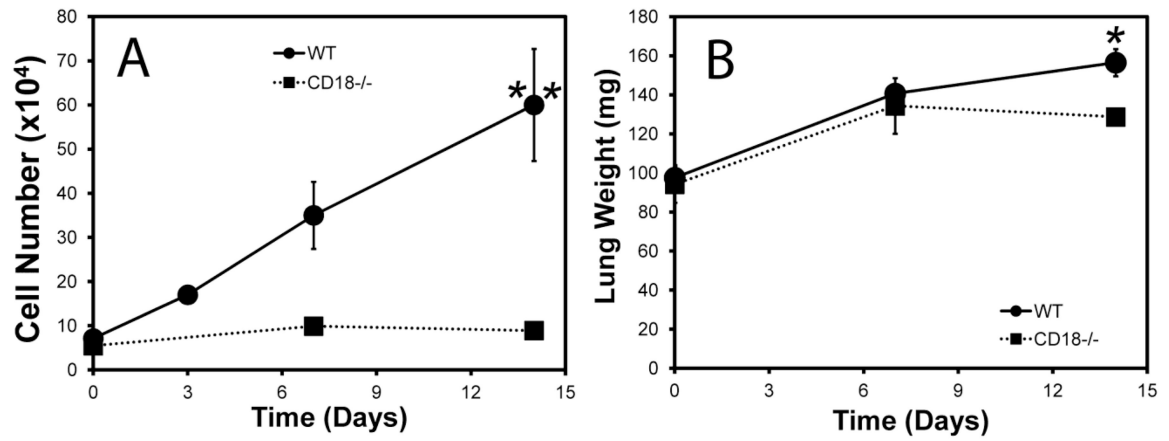 A
Cell Number (x10⁴)
80
70
60
50
40
30
20
10
0
WT
CD18-/-
* *
0 3 6 9 12 15
Time (Days)
B
Lung Weight (mg)
180
160
140
120
100
80
60
40
20
0
*
WT
CD18-/-
0 3 6 9 12 15
Time (Days)